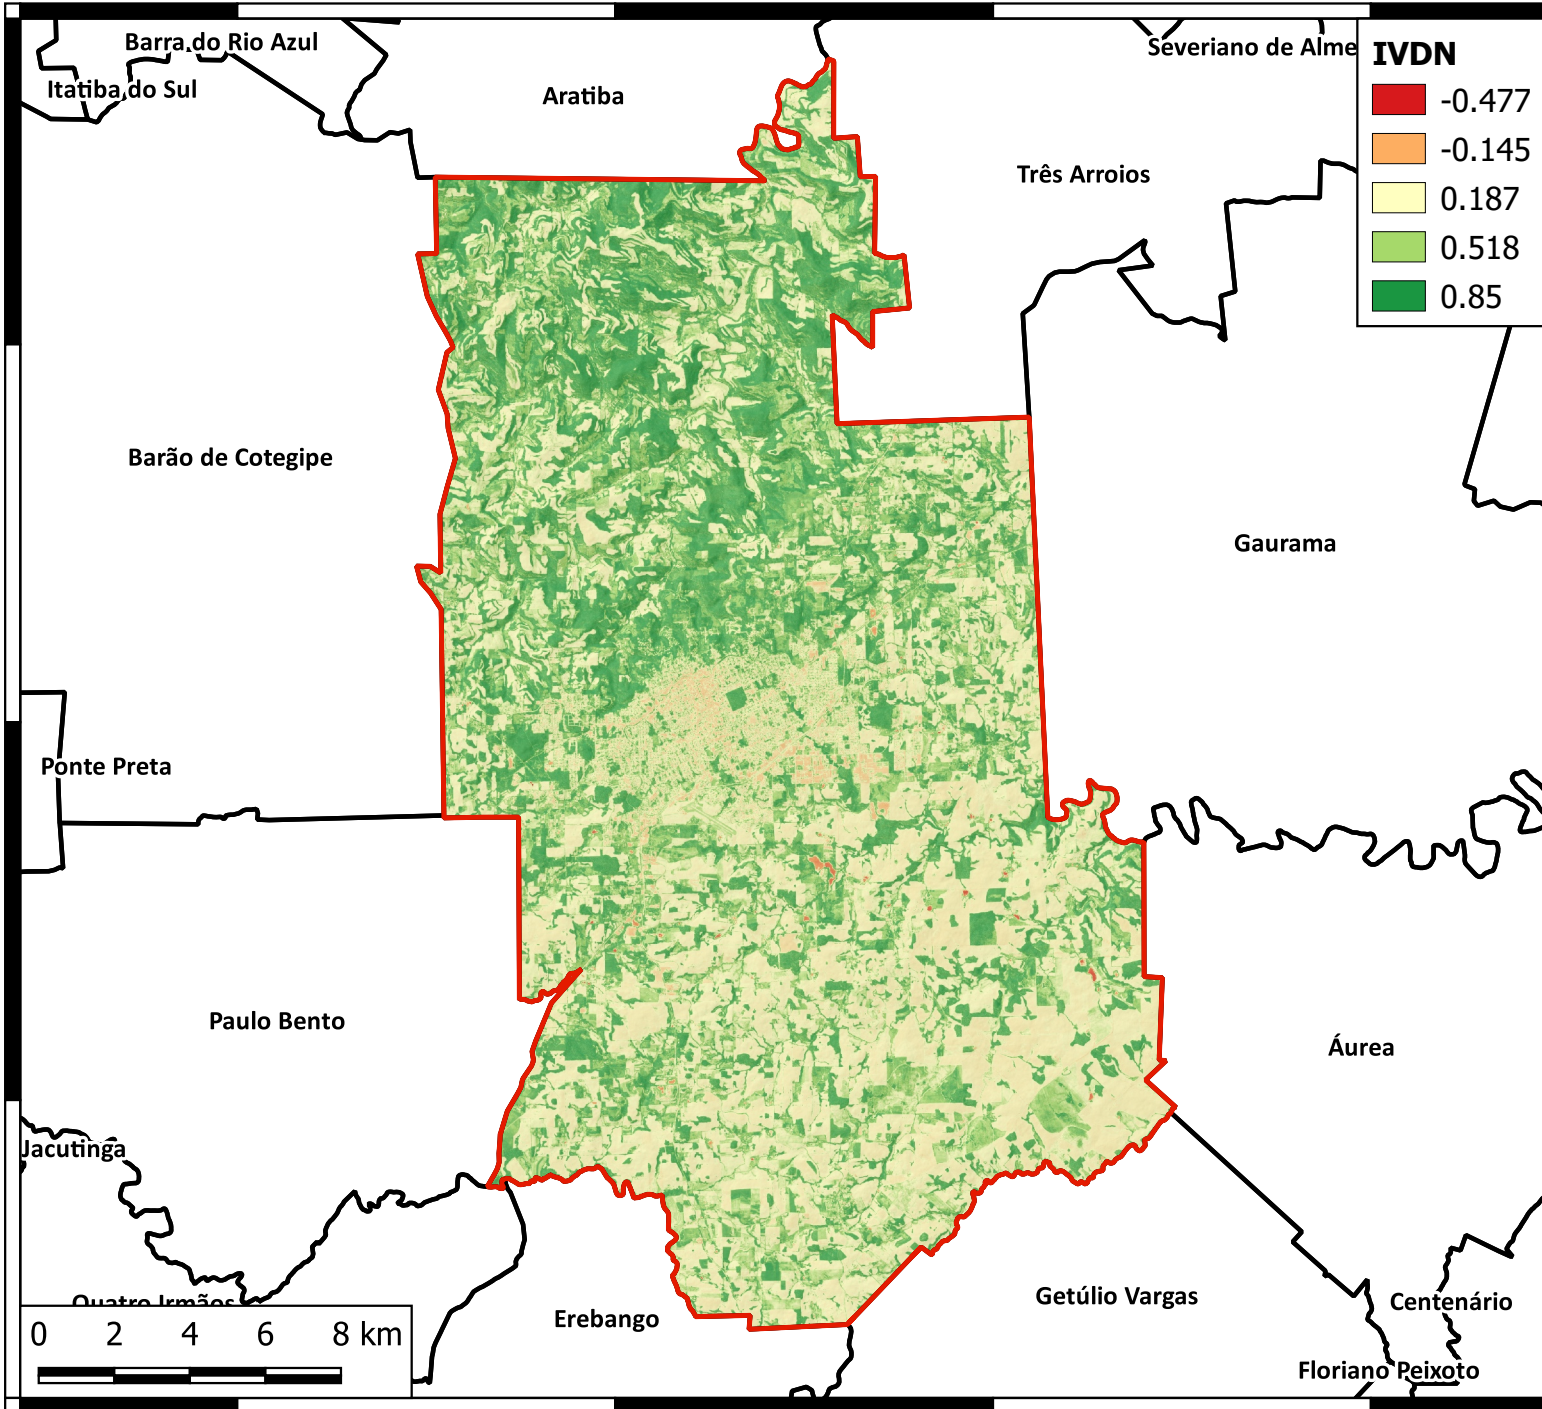 Barra do Rio Azul
Severiano de Alme
IVDN
Itatiba do Sul
Aratiba
-0.477
-0.145
Três Arroios
0.187
0.518
0.85
Barão de Cotegipe
Gaurama
Ponte Preta
Paulo Bento
Áurea
Jacutinga
Quatro Irmãos
Getúlio Vargas
Centenário
Erebango
0 2 4 6 8 km
Floriano Peixoto